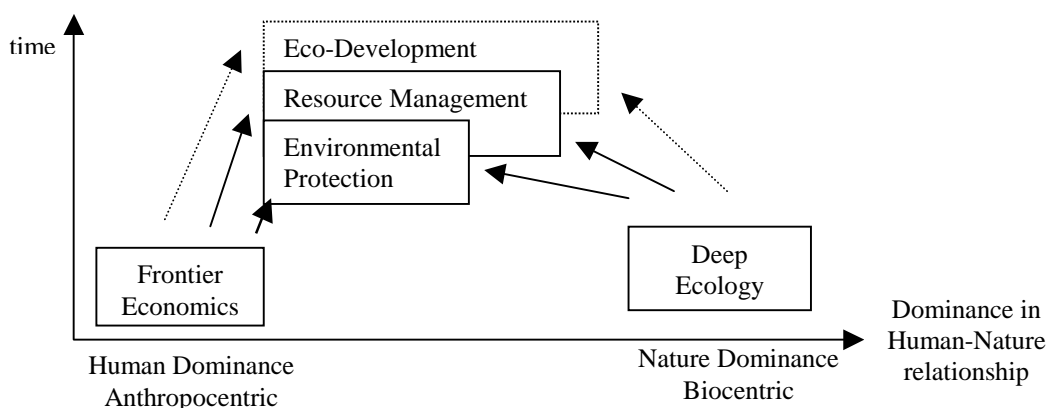 time
Eco-Development
Resource Management
Environmental
Protection
Frontier
Economics
Deep
Ecology
Dominance in
Human-Nature
relationship
Human Dominance
Anthropocentric
Nature Dominance
Biocentric